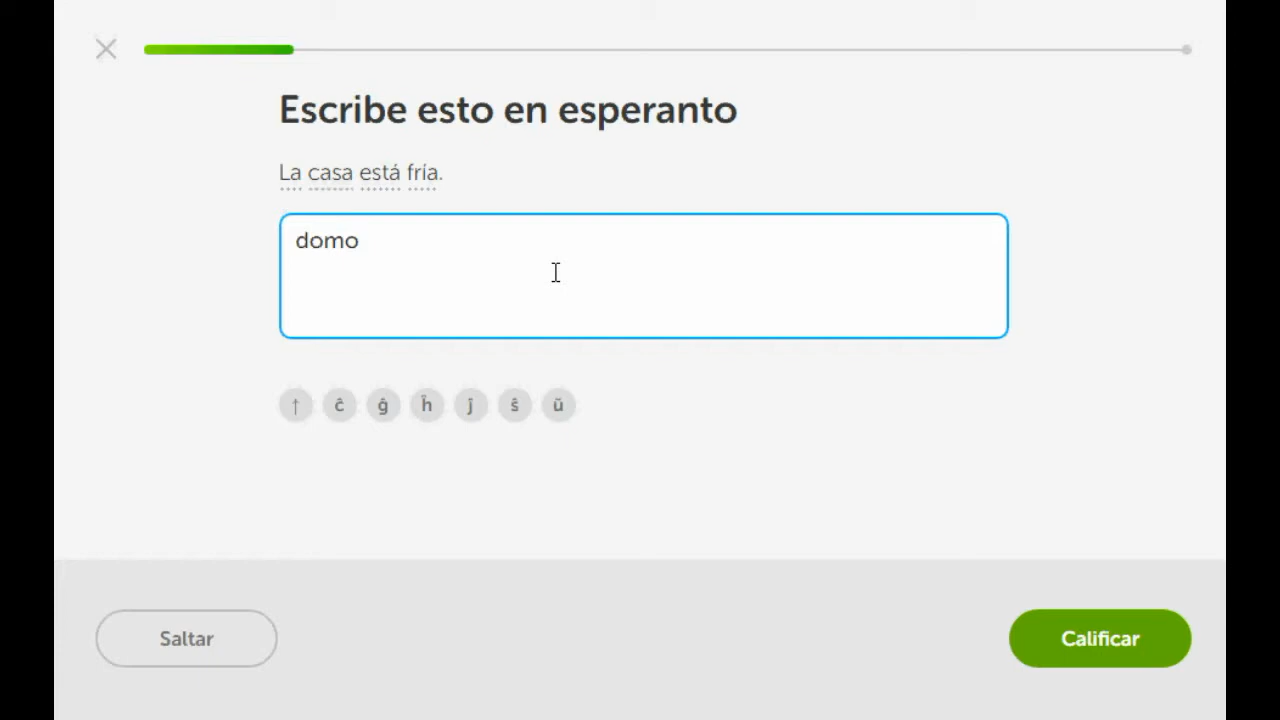 Escribe esto en esperanto
La casa está fría.
domo
↑ ĉ ĝ ĥ ĵ ŝ ŭ
Saltar
Calificar